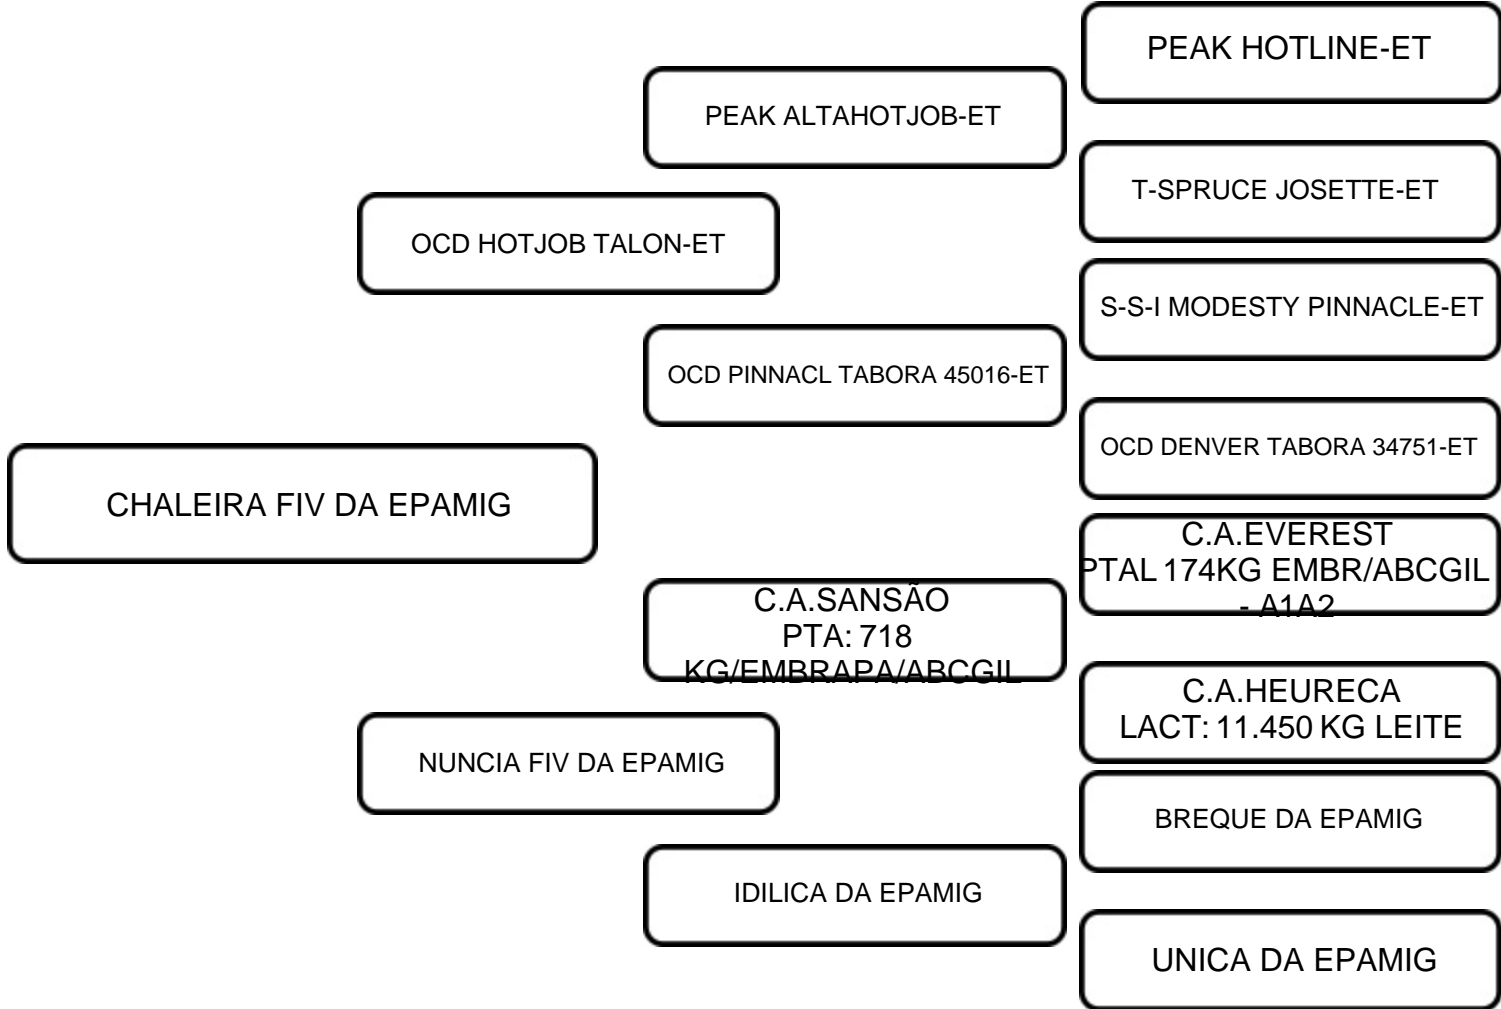 PEAK HOTLINE-ET
PEAK ALTAHOTJOB-ET
T-SPRUCE JOSETTE-ET
OCD HOTJOB TALON-ET
S-S-I MODESTY PINNACLE-ET
OCD PINNACL TABORA 45016-ET
OCD DENVER TABORA 34751-ET
CHALEIRA FIV DA EPAMIG
C.A.EVEREST
PTAL 174KG EMBR/ABCGIL
- A1A2
C.A.SANSÃO
PTA: 718
KG/EMBRAPA/ABCGIL
C.A.HEURECA
LACT: 11.450 KG LEITE
NUNCIA FIV DA EPAMIG
BREQUE DA EPAMIG
IDILICA DA EPAMIG
UNICA DA EPAMIG